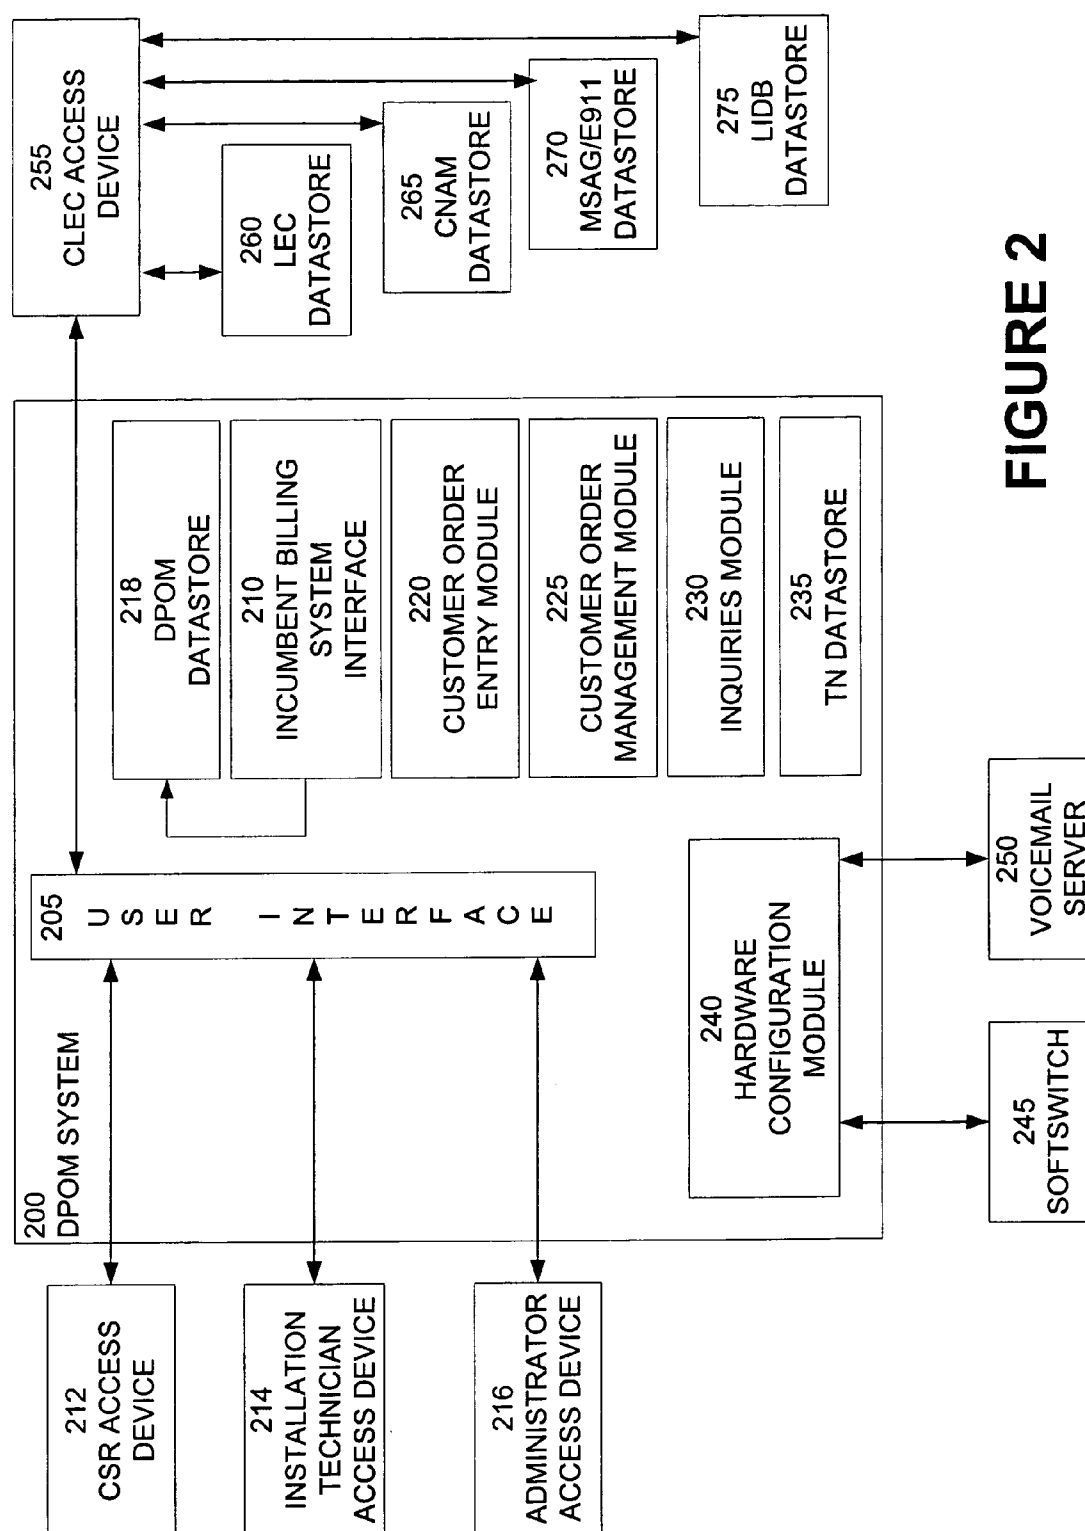 200
DPOM SYSTEM
212
CSR ACCESS
DEVICE
214
INSTALLATION
TECHNICIAN
ACCESS DEVICE
216
ADMINISTRATOR
ACCESS DEVICE
205
USER INTERFACE
218
DPOM
DATASTORE
210
INCUMBENT BILLING
SYSTEM
INTERFACE
220
CUSTOMER ORDER
ENTRY MODULE
225
CUSTOMER ORDER
MANAGEMENT MODULE
230
INQUIRIES MODULE
235
TN DATASTORE
240
HARDWARE
CONFIGURATION
MODULE
245
SOFTSWITCH
250
VOICEMAIL
SERVER
255
CLEC ACCESS
DEVICE
260
LEC
DATASTORE
265
CNAM
DATASTORE
270
MSAG/E911
DATASTORE
275
LIDB
DATASTORE
FIGURE 2